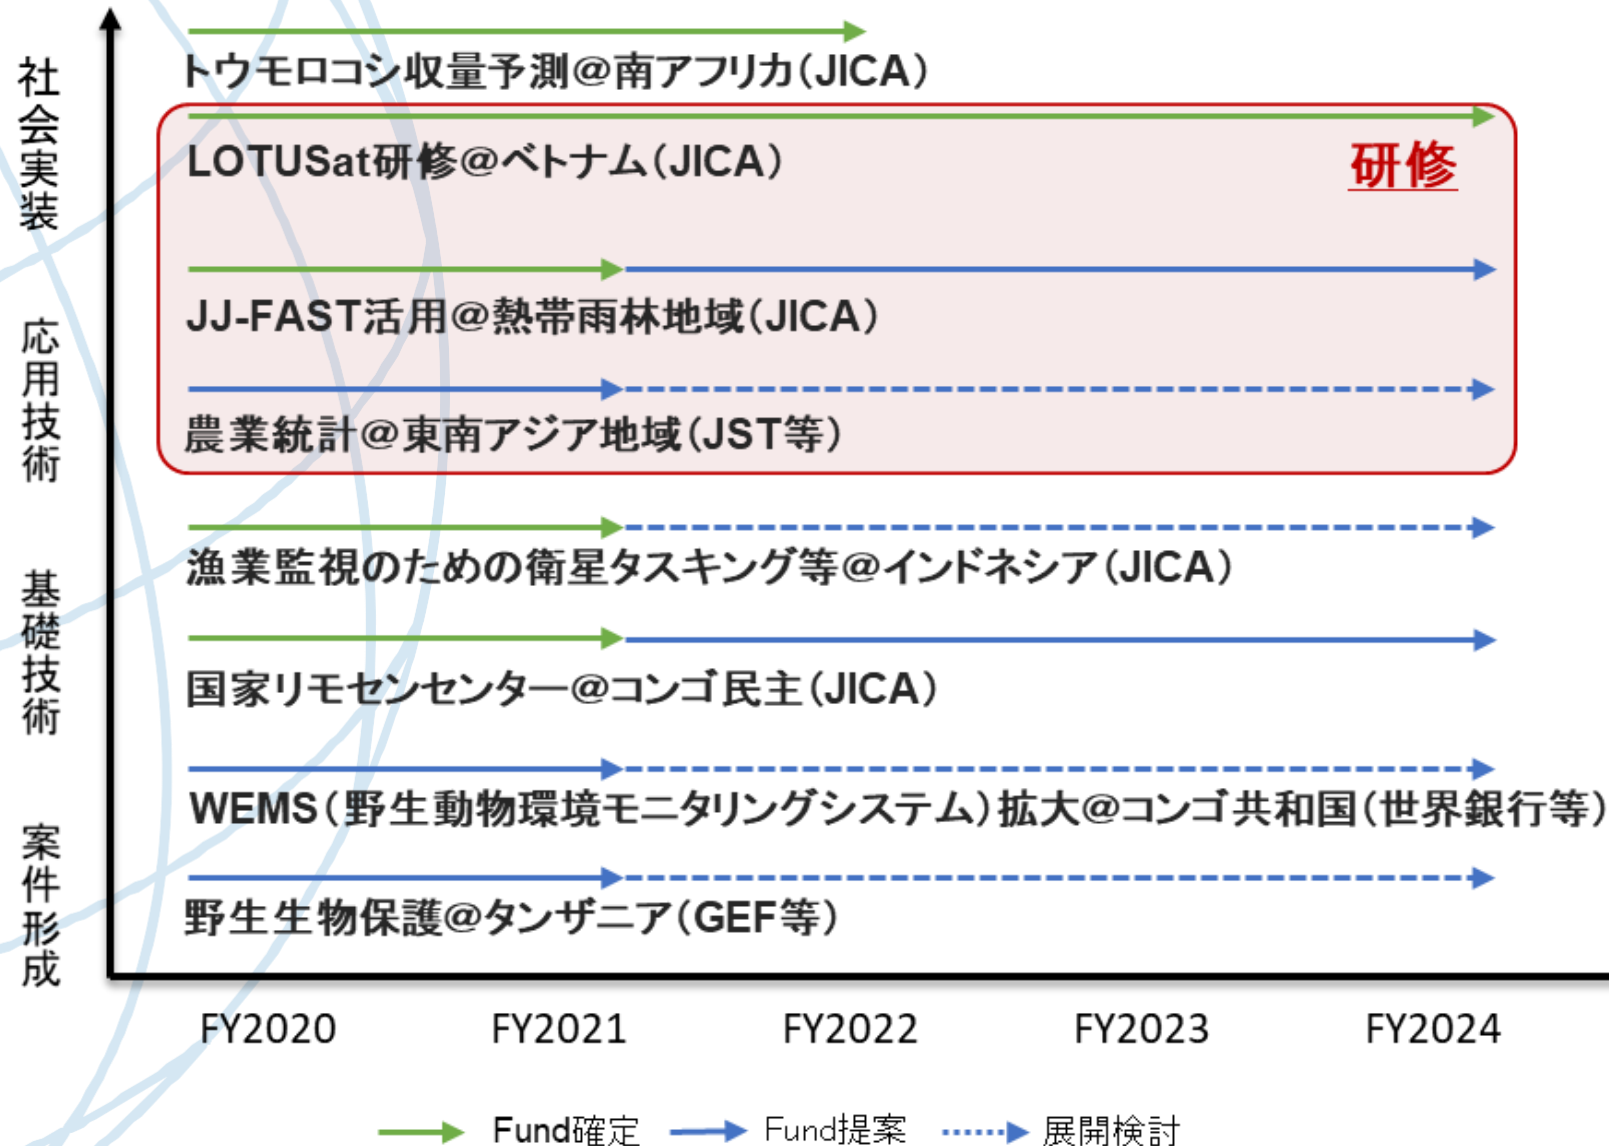 社会実装
応用技術
基礎技術
案件形成
トウモロコシ収量予測@南アフリカ(JICA)
LOTUSat研修@ベトナム(JICA)
研修
JJ-FAST活用@熱帯雨林地域(JICA)
農業統計@東南アジア地域(JST等)
漁業監視のための衛星タスキング等@インドネシア(JICA)
国家リモセンセンター@コンゴ民主(JICA)
WEMS(野生動物環境モニタリングシステム)拡大@コンゴ共和国(世界銀行等)
野生生物保護@タンザニア(GEF等)
FY2020 FY2021 FY2022 FY2023 FY2024
Fund確定 Fund提案 展開検討